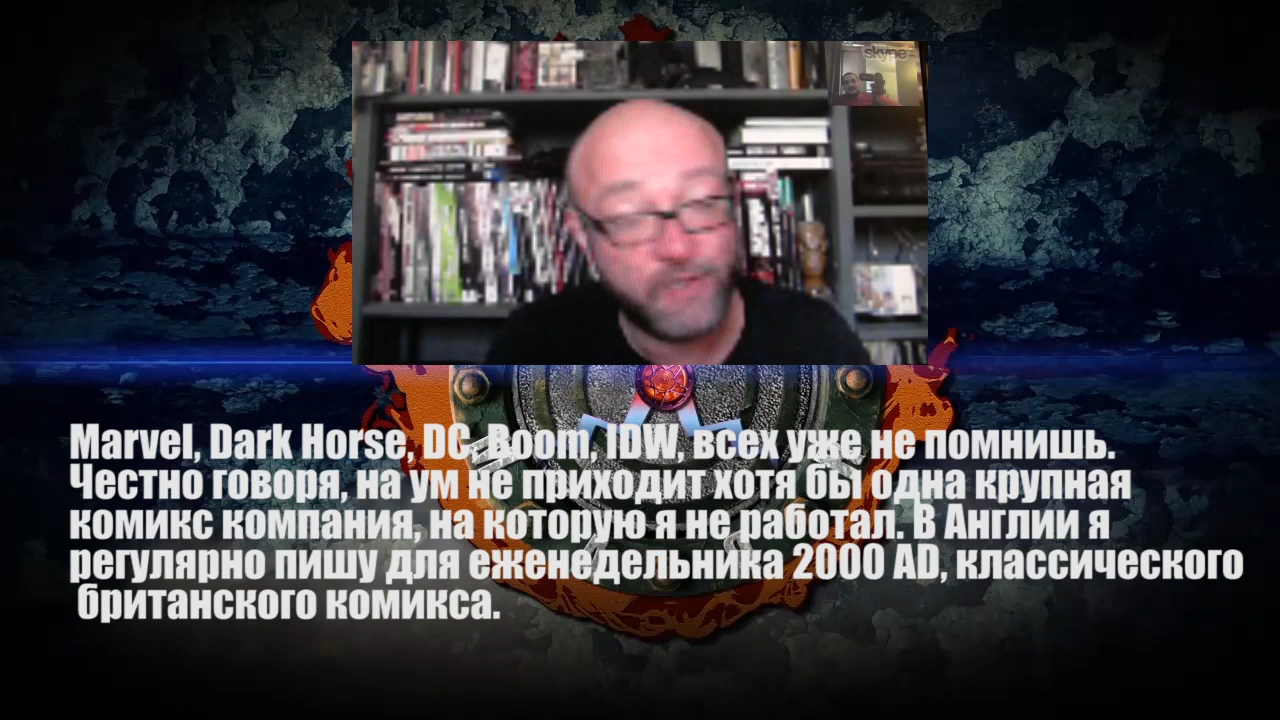 skype
Marvel, Dark Horse, DC, Boom, IDW, всех уже не помнишь.
Честно говоря, на ум не приходит хотя бы одна крупная
комикс компания, на которую я не работал. В Англии я
регулярно пишу для еженедельника 2000 AD, классического
британского комикса.